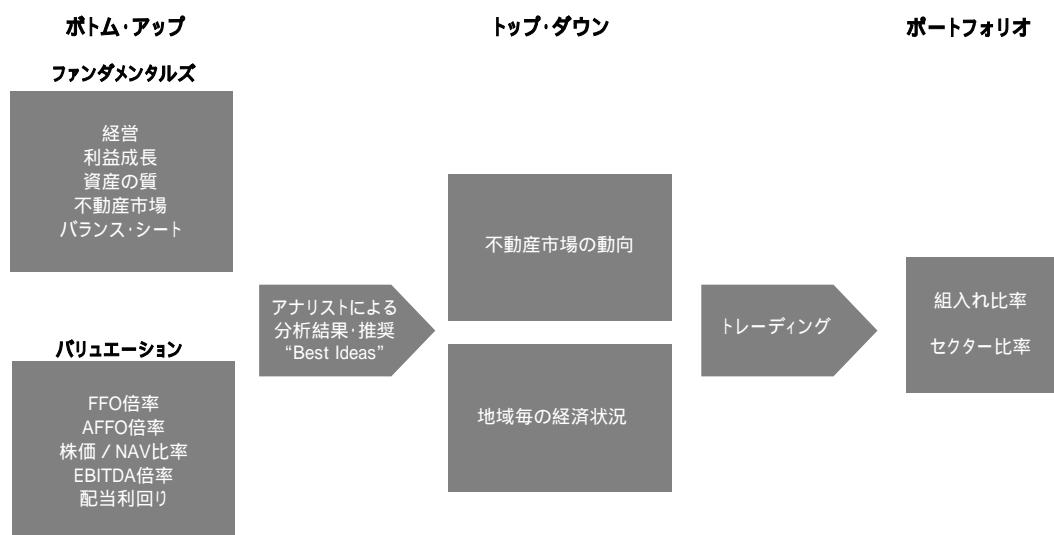 ボトム・アップ
トップ・ダウン
ポートフォリオ
ファンダメンタルズ
経営
利益成長
資産の質
不動産市場
バランス・シート
バリュエーション
FFO倍率
AFFO倍率
株価 / NAV比率
EBITDA倍率
配当利回り
アナリストによる
分析結果・推奨
“Best Ideas”
不動産市場の動向
地域毎の経済状況
トレーディング
組入れ比率
セクター比率